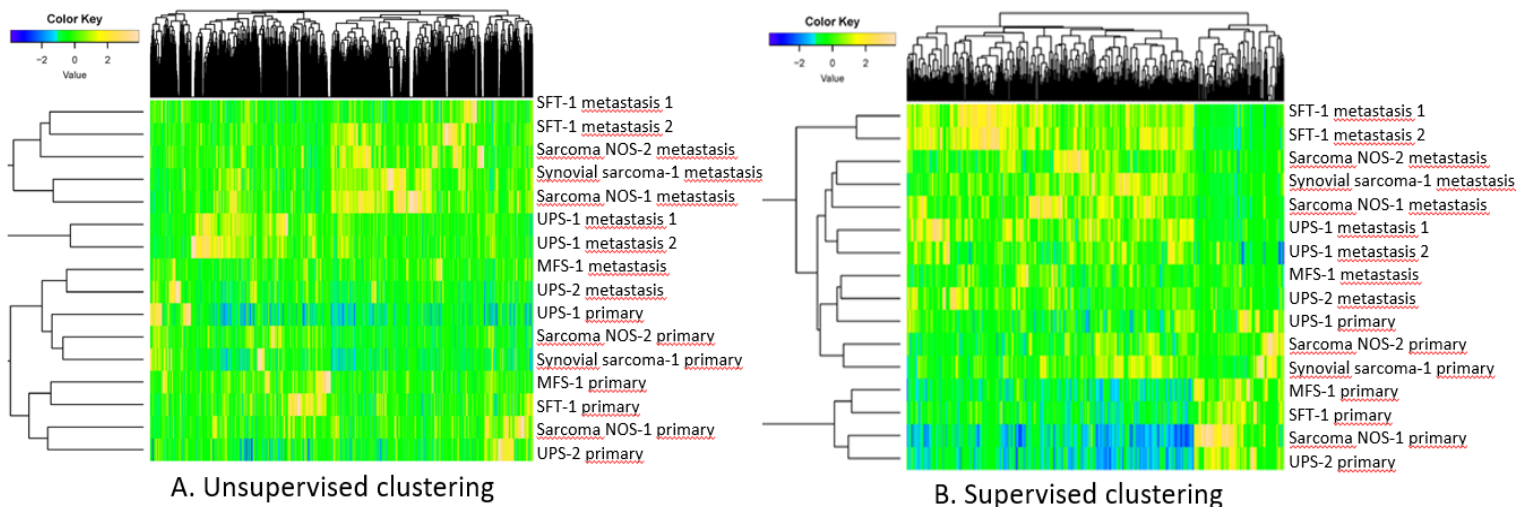 Color Key
−2 0 2
Value
SFT-1 metastasis 1
SFT-1 metastasis 2
Sarcoma NOS-2 metastasis
Synovial sarcoma-1 metastasis
Sarcoma NOS-1 metastasis
UPS-1 metastasis 1
UPS-1 metastasis 2
MFS-1 metastasis
UPS-2 metastasis
UPS-1 primary
Sarcoma NOS-2 primary
Synovial sarcoma-1 primary
MFS-1 primary
SFT-1 primary
Sarcoma NOS-1 primary
UPS-2 primary
A. Unsupervised clustering
Color Key
−2 0 2
Value
SFT-1 metastasis 1
SFT-1 metastasis 2
Sarcoma NOS-2 metastasis
Synovial sarcoma-1 metastasis
Sarcoma NOS-1 metastasis
UPS-1 metastasis 1
UPS-1 metastasis 2
MFS-1 metastasis
UPS-2 metastasis
UPS-1 primary
Sarcoma NOS-2 primary
Synovial sarcoma-1 primary
MFS-1 primary
SFT-1 primary
Sarcoma NOS-1 primary
UPS-2 primary
B. Supervised clustering